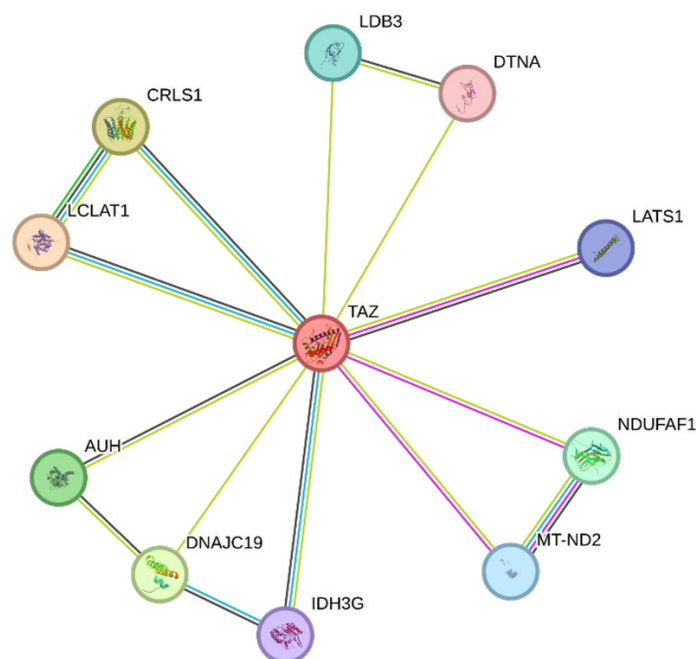 LDB3
DTNA
CRLS1
LCLAT1
LATS1
TAZ
NDUFAF1
AUH
MT-ND2
DNAJC19
IDH3G